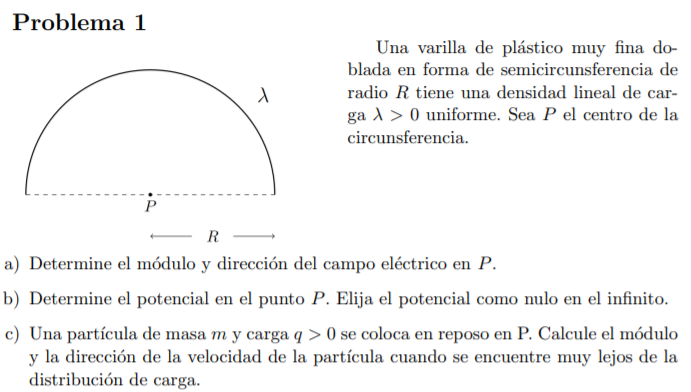 Problema 1
Una varilla de plástico muy fina do-
blada en forma de semicircunsferencia de
radio R tiene una densidad lineal de car-
ga λ > 0 uniforme. Sea P el centro de la
circunsferencia.
λ
P
R
a) Determine el módulo y dirección del campo eléctrico en P.
b) Determine el potencial en el punto P. Elija el potencial como nulo en el infinito.
c) Una partícula de masa m y carga q > 0 se coloca en reposo en P. Calcule el módulo
y la dirección de la velocidad de la partícula cuando se encuentre muy lejos de la
distribución de carga.